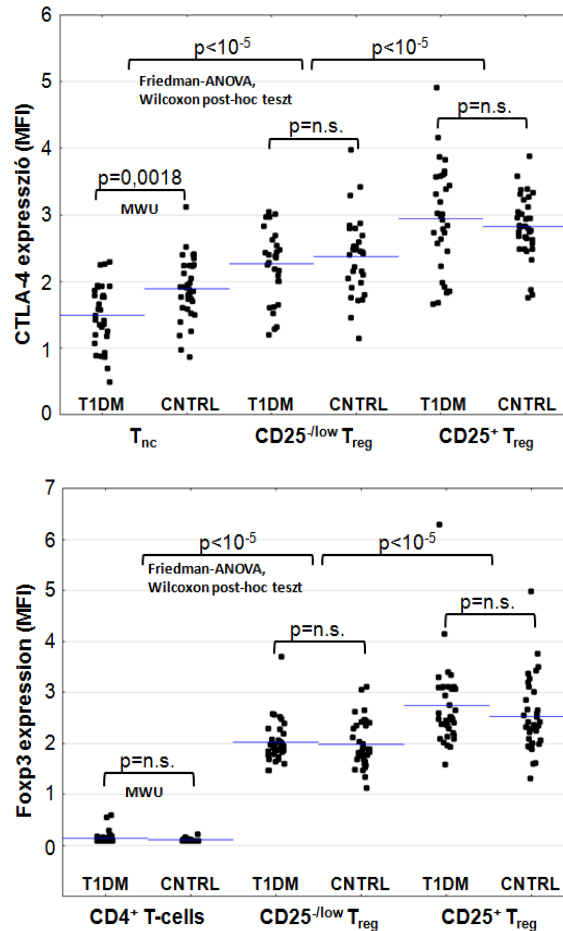 6
5
4
3
2
1
0
CTLA-4 expresszió (MFI)
p<10⁻⁵ p<10⁻⁵
Friedman-ANOVA,
Wilcoxon post-hoc teszt
p=n.s. p=n.s.
p=0,0018
MWU
T1DM CNTRL T1DM CNTRL T1DM CNTRL
Tnc CD25-/low Treg CD25+ Treg
7
6
5
4
3
2
1
0
Foxp3 expression (MFI)
p<10⁻⁵ p<10⁻⁵
Friedman-ANOVA,
Wilcoxon post-hoc teszt
p=n.s.
p=n.s.
p=n.s.
MWU
T1DM CNTRL T1DM CNTRL T1DM CNTRL
CD4+ T-cells CD25-/low Treg CD25+ Treg